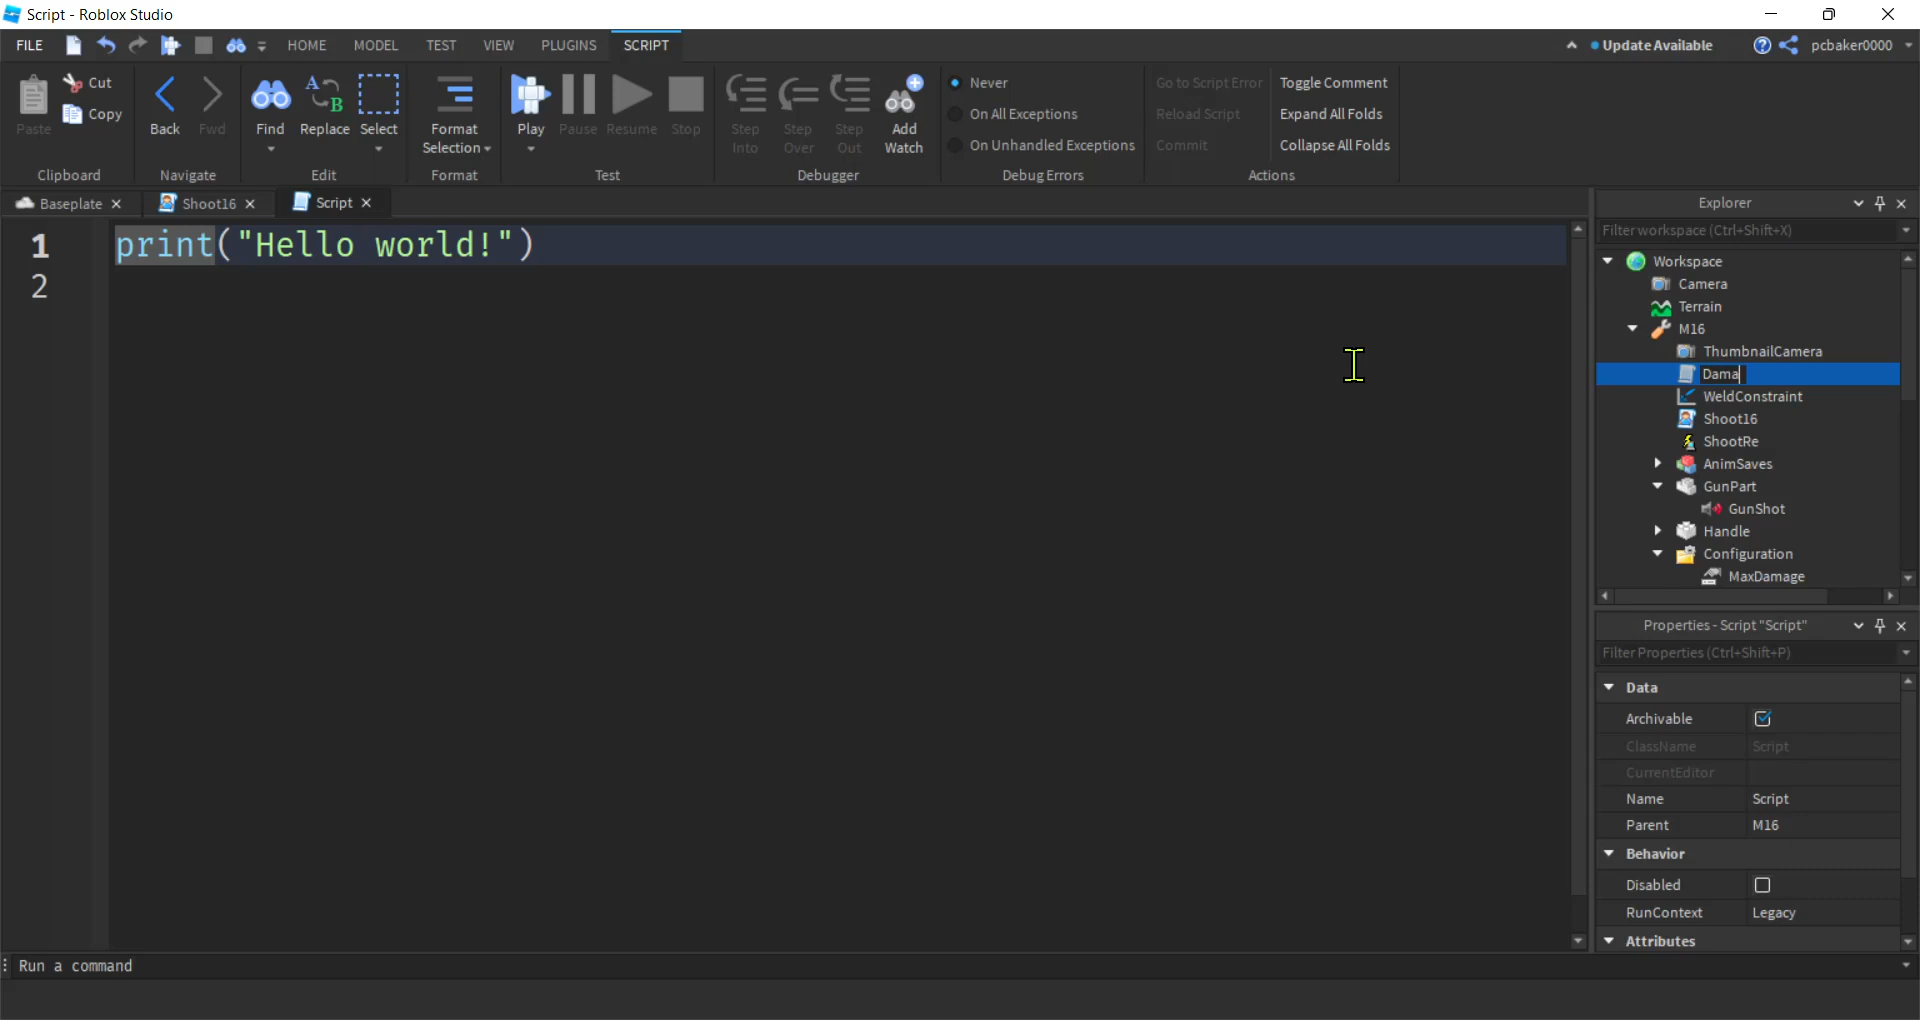 Script - Roblox Studio
FILE HOME MODEL TEST VIEW PLUGINS SCRIPT Update Available pcbaker0000
Paste Cut Copy
Clipboard
Back Fwd
Navigate
Find Replace Select
Edit
Format Selection
Format
Play Pause Resume Stop
Test
Step Into Step Over Step Out Add Watch
Debugger
Never
On All Exceptions
On Unhandled Exceptions
Debug Errors
Go to Script Error Toggle Comment
Reload Script Expand All Folds
Commit Collapse All Folds
Actions
Baseplate Shoot16 Script
1 print("Hello world!")
2
Explorer
Filter workspace (Ctrl+Shift+X)
Workspace
Camera
Terrain
M16
ThumbnailCamera
Dama
WeldConstraint
Shoot16
ShootRe
AnimSaves
GunPart
GunShot
Handle
Configuration
MaxDamage
Properties - Script "Script"
Filter Properties (Ctrl+Shift+P)
Data
Archivable
ClassName Script
CurrentEditor
Name Script
Parent M16
Behavior
Disabled
RunContext Legacy
Attributes
Run a command